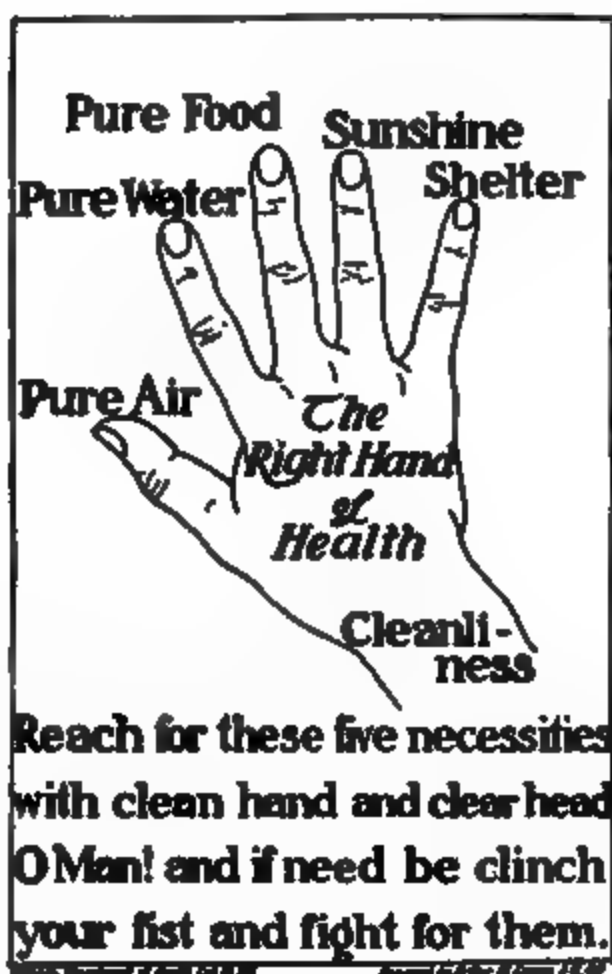 Pure Food
Sunshine
Shelter
Pure Water
Pure Air
The
Right Hand
of
Health
Cleanli-
ness
Reach for these five necessities
with clean hand and clear head
O Man! and if need be clinch
your fist and fight for them.